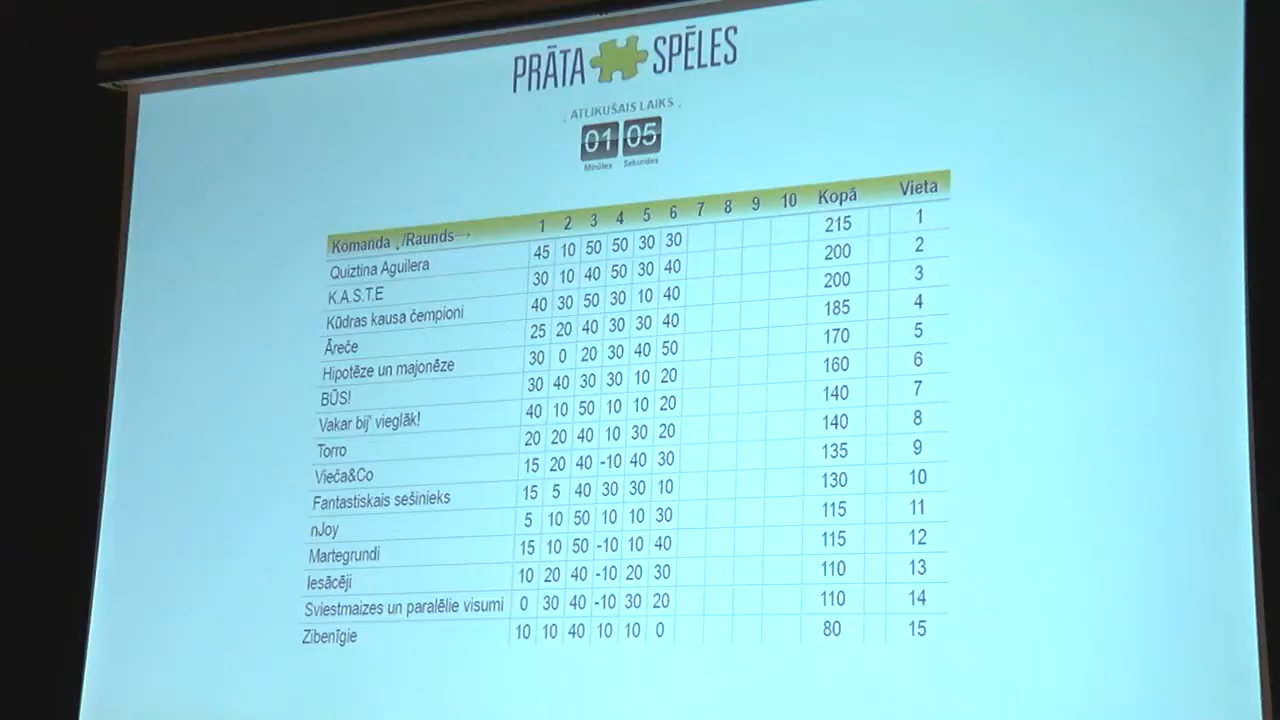 PRĀTA SPĒLES
ATLIKUŠAIS LAIKS
01 05
Minūtes Sekundes
Komanda ↓/Raunds→ 1 2 3 4 5 6 7 8 9 10 Kopā Vieta
Quiztina Aguilera 45 10 50 50 30 30 215 1
K.A.S.T.E 30 10 40 50 30 40 200 2
Kūdras kausa čempioni 40 30 50 30 10 40 200 3
Āreče 25 20 40 30 30 40 185 4
Hipotēze un majonēze 30 0 20 30 40 50 170 5
BŪS! 30 40 30 30 10 20 160 6
Vakar bij' vieglāk! 40 10 50 10 10 20 140 7
Torro 20 20 40 10 30 20 140 8
Vieča&Co 15 20 40 -10 40 30 135 9
Fantastiskais sešinieks 15 5 40 30 30 10 130 10
nJoy 5 10 50 10 10 30 115 11
Martegrundi 15 10 50 -10 10 40 115 12
Iesācēji 10 20 40 -10 20 30 110 13
Sviestmaizes un paralēlie visumi 0 30 40 -10 30 20 110 14
Zibenīgie 10 10 40 10 10 0 80 15